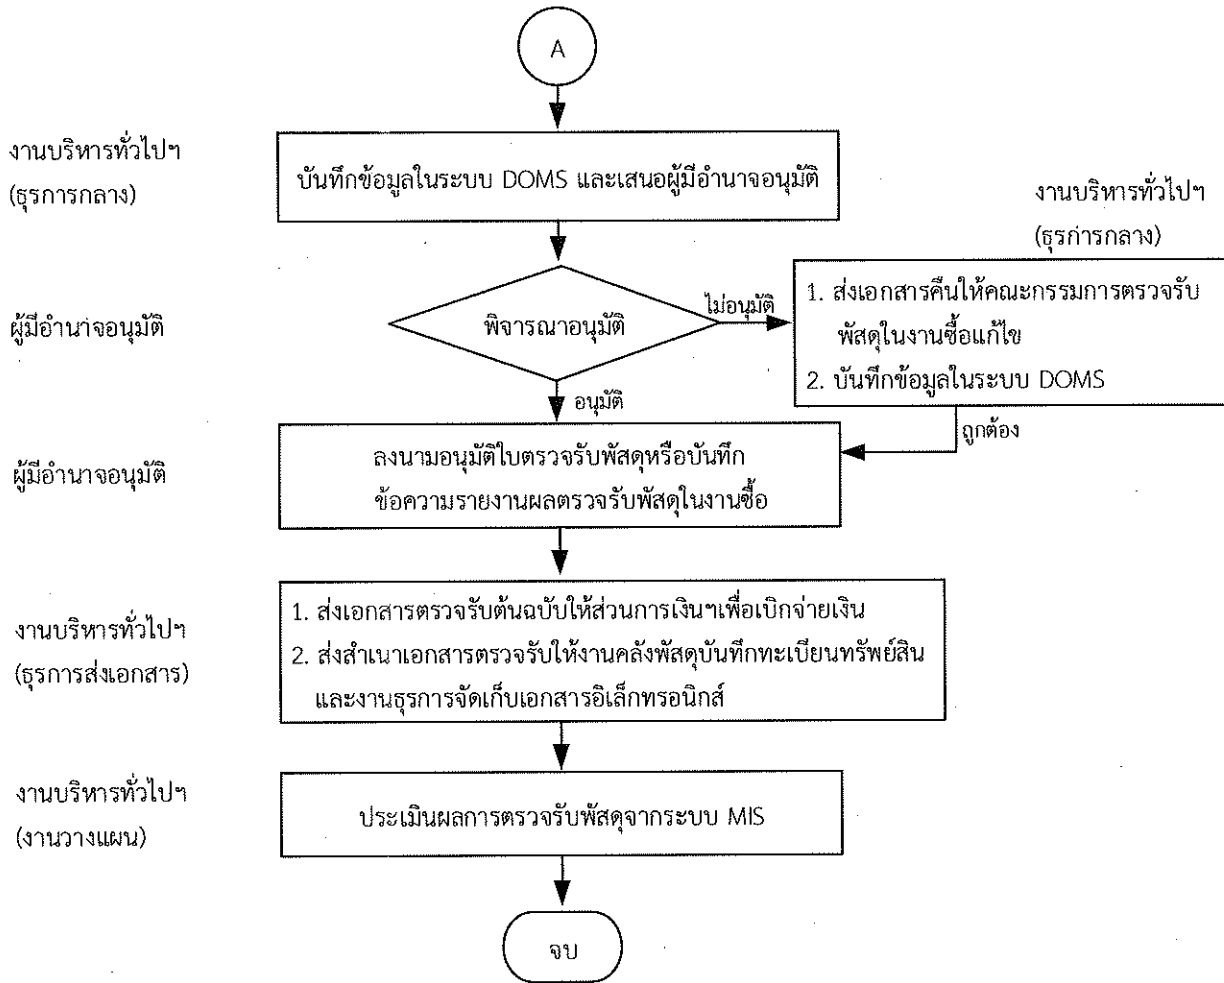 A
งานบริหารทั่วไปฯ
(ธุรการกลาง)
บันทึกข้อมูลในระบบ DOMS และเสนอผู้มีอำนาจอนุมัติ
งานบริหารทั่วไปฯ
(ธุรการกลาง)
ผู้มีอำนาจอนุมัติ
พิจารณาอนุมัติ
ไม่อนุมัติ
1. ส่งเอกสารคืนให้คณะกรรมการตรวจรับ
พัสดุในงานซื้อแก้ไข
2. บันทึกข้อมูลในระบบ DOMS
อนุมัติ
ถูกต้อง
ผู้มีอำนาจอนุมัติ
ลงนามอนุมัติใบตรวจรับพัสดุหรือบันทึก
ข้อความรายงานผลตรวจรับพัสดุในงานซื้อ
งานบริหารทั่วไปฯ
(ธุรการส่งเอกสาร)
1. ส่งเอกสารตรวจรับต้นฉบับให้ส่วนการเงินฯเพื่อเบิกจ่ายเงิน
2. ส่งสำเนาเอกสารตรวจรับให้งานคลังพัสดุบันทึกทะเบียนทรัพย์สิน
และงานธุรการจัดเก็บเอกสารอิเล็กทรอนิกส์
งานบริหารทั่วไปฯ
(งานวางแผน)
ประเมินผลการตรวจรับพัสดุจากระบบ MIS
จบ